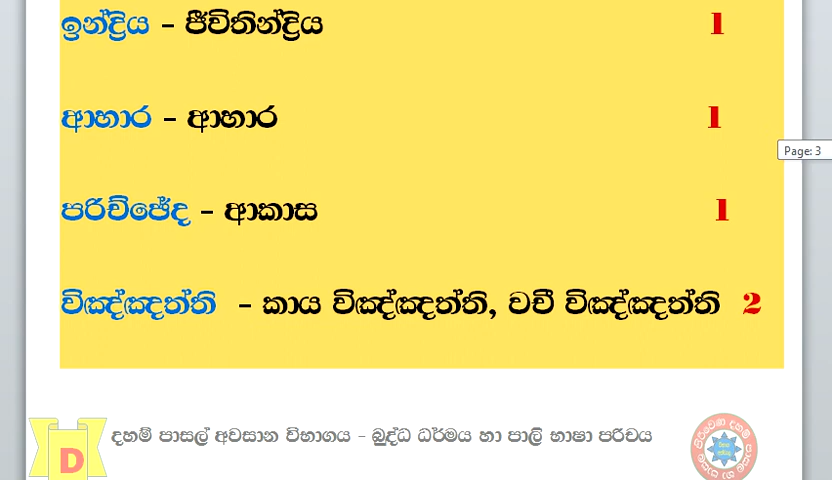 ඉන්ද්‍රිය - ජීවිතින්ද්‍රිය 1
ආහාර - ආහාර 1
Page: 3
පරිච්ඡේද - ආකාස 1
විඤ්ඤත්ති - කාය විඤ්ඤත්ති, වචී විඤ්ඤත්ති 2
D
දහම් පාසල් අවසාන විභාගය - බුද්ධ ධර්මය හා පාලි භාෂා පරිචය